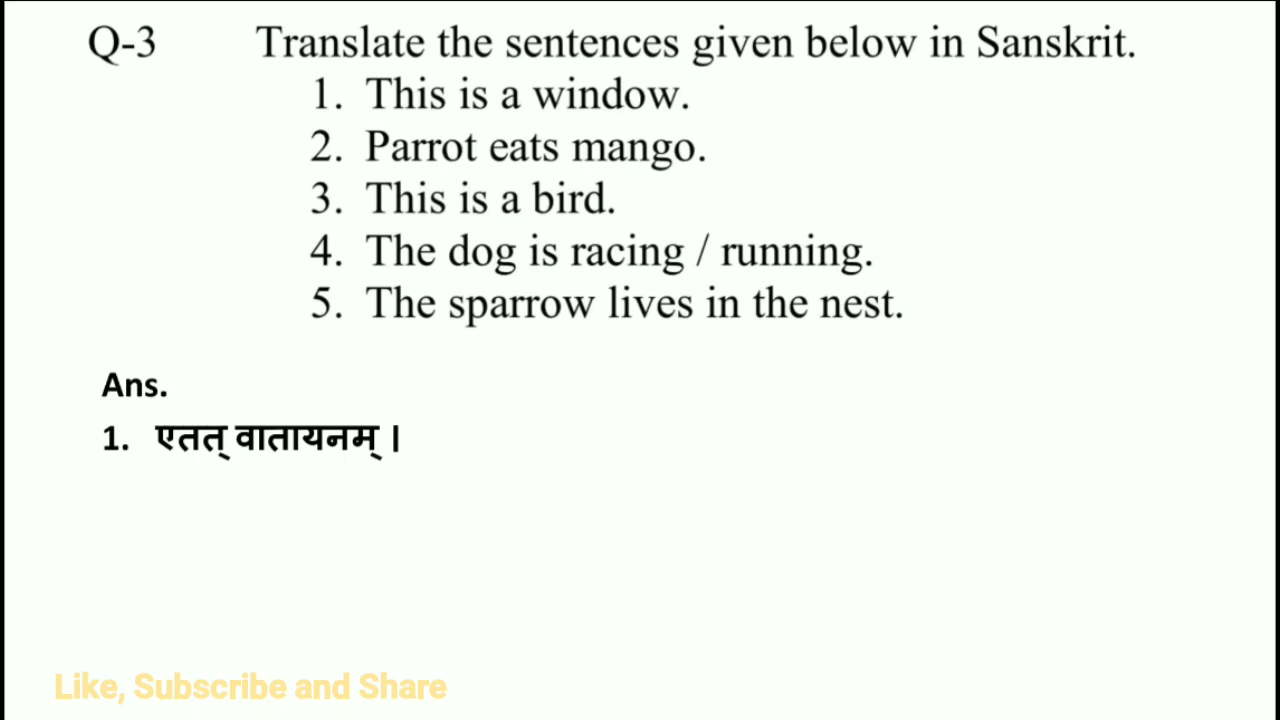 Q-3 Translate the sentences given below in Sanskrit.
1. This is a window.
2. Parrot eats mango.
3. This is a bird.
4. The dog is racing / running.
5. The sparrow lives in the nest.
Ans.
1. एतत् वातायनम् ।
Like, Subscribe and Share